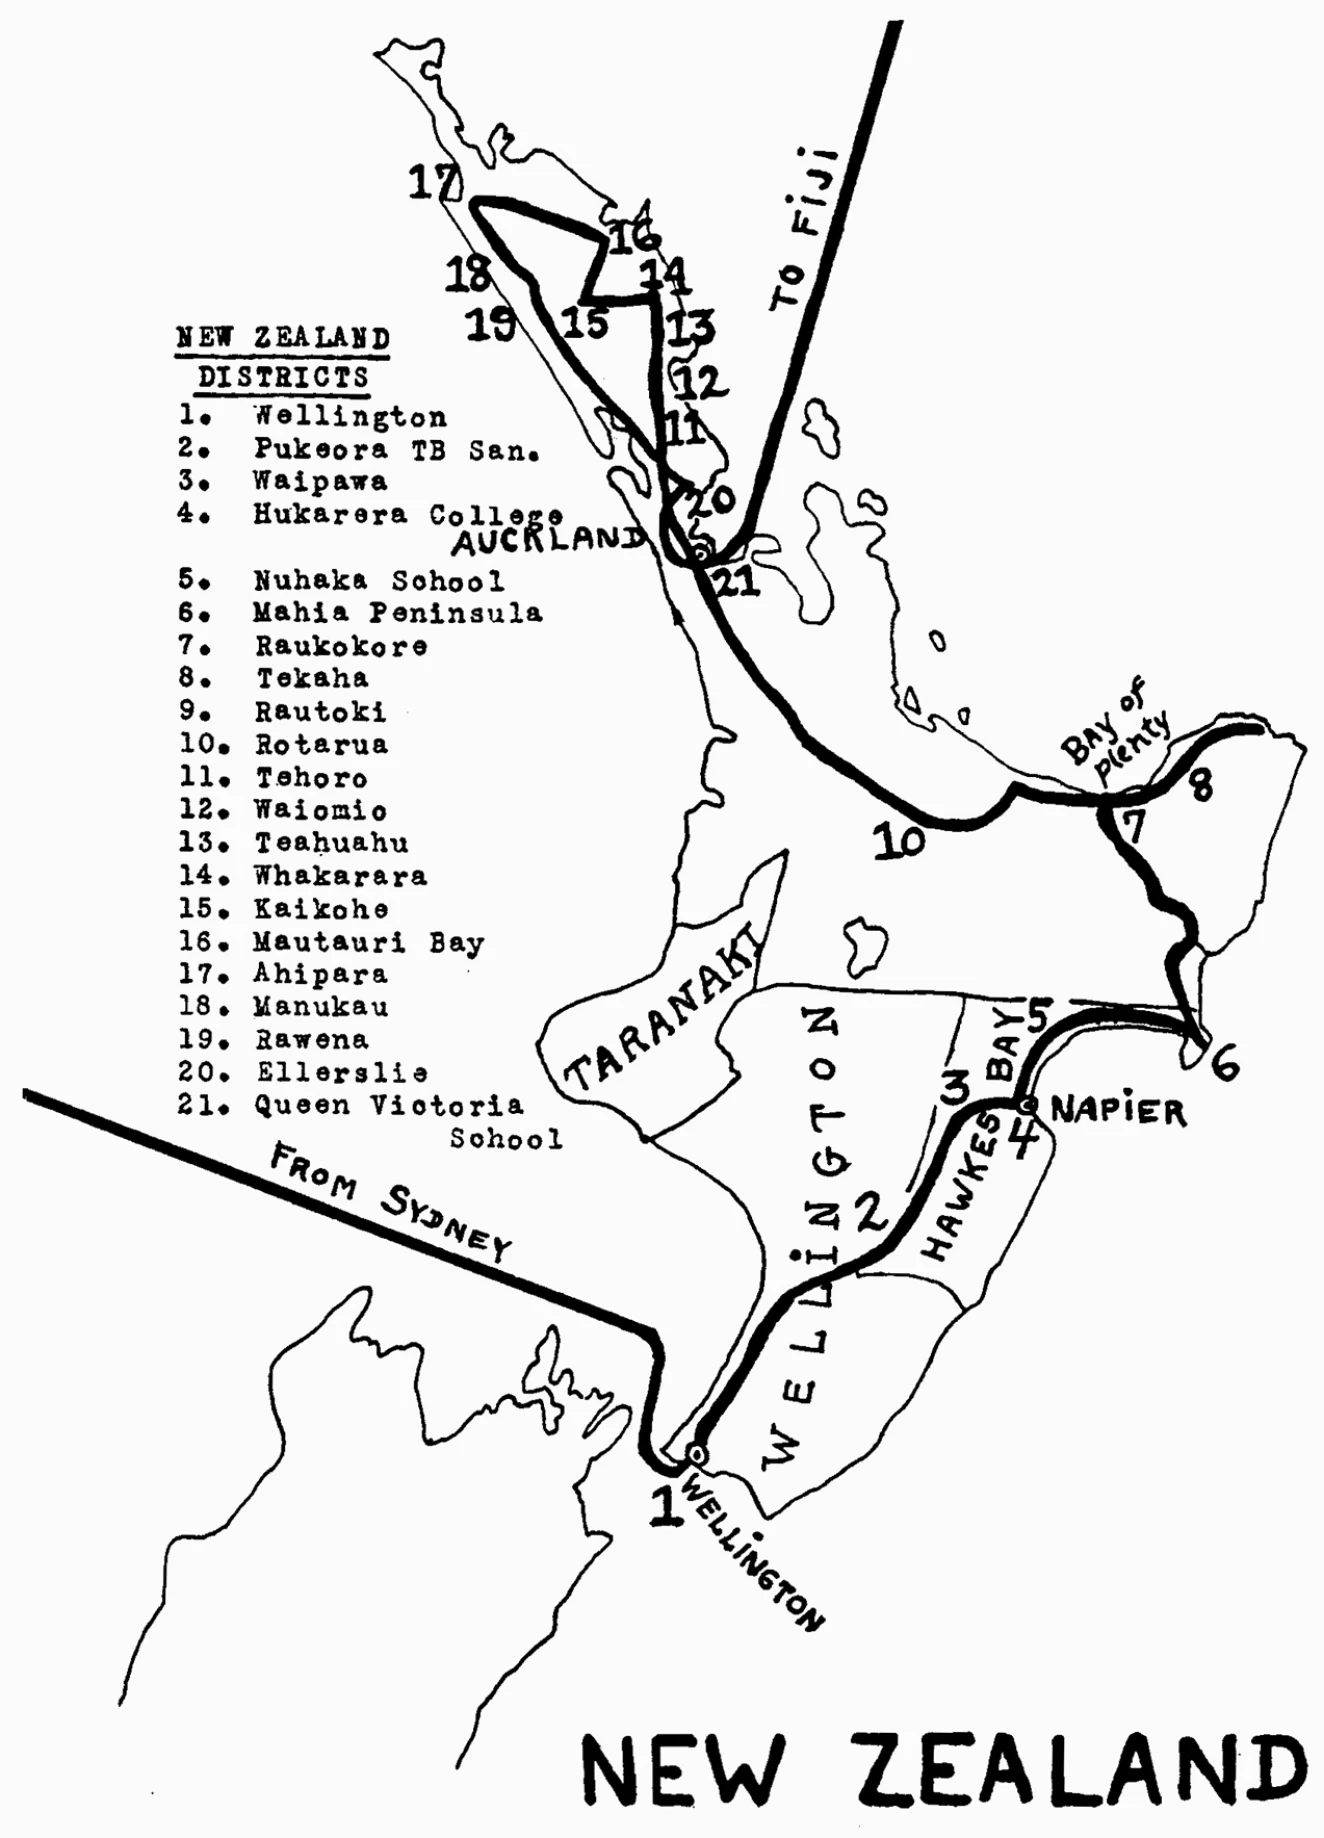 17
16
18
14
19
15
13
12
11
20
21
TO FIJI
NEW ZEALAND
DISTRICTS
1. Wellington
2. Pukeora TB San.
3. Waipawa
4. Hukarera College
AUCKLAND
5. Nuhaka School
6. Mahia Peninsula
7. Raukokore
8. Tekaha
9. Rautoki
10. Rotarua
11. Tehoro
12. Waiomio
13. Teahuahu
14. Whakarara
15. Kaikohe
16. Mautauri Bay
17. Ahipara
18. Manukau
19. Rawena
20. Ellerslie
21. Queen Victoria
School
BAY of
plenty
8
7
10
TARANAKI
WELLINGTON
HAWKES BAY
5
6
3
4
NAPIER
2
FROM SYDNEY
1
WELLINGTON
NEW ZEALAND